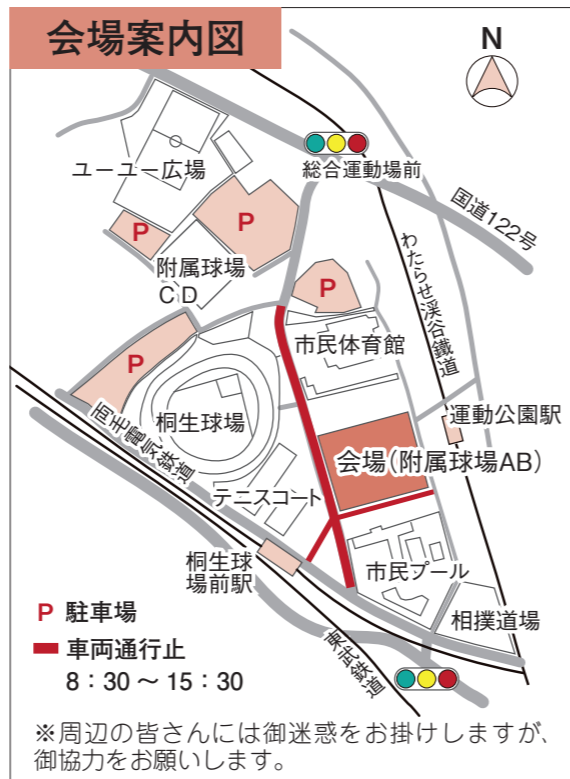 会場案内図
N
ユーユー広場
総合運動場前
国道122号
P
P
附属球場
CD
P
わたらせ渓谷鐵道
市民体育館
P
桐生球場
運動公園駅
両毛電気鉄道
会場(附属球場AB)
テニスコート
桐生球
場前駅
市民プール
相撲道場
東武鉄道
P 駐車場
車両通行止
8:30~15:30
※周辺の皆さんには御迷惑をお掛けしますが、
御協力をお願いします。